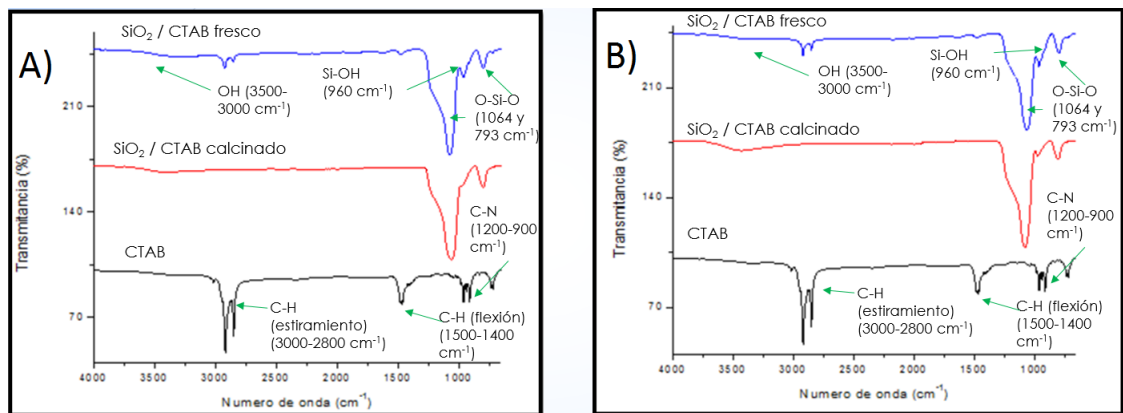 A)
SiO₂ / CTAB fresco
OH (3500-
3000 cm⁻¹)
Si-OH
(960 cm⁻¹)
O-Si-O
(1064 y
793 cm⁻¹)
SiO₂ / CTAB calcinado
C-N
(1200-900
cm⁻¹)
CTAB
C-H
(estiramiento)
(3000-2800 cm⁻¹)
C-H (flexión)
(1500-1400
cm⁻¹)
Transmitancia (%)
210
140
70
4000 3500 3000 2500 2000 1500 1000
Numero de onda (cm⁻¹)
B)
SiO₂ / CTAB fresco
OH (3500-
3000 cm⁻¹)
Si-OH
(960 cm⁻¹)
O-Si-O
(1064 y
793 cm⁻¹)
SiO₂ / CTAB calcinado
C-N
(1200-900
cm⁻¹)
CTAB
C-H
(estiramiento)
(3000-2800 cm⁻¹)
C-H (flexión)
(1500-1400
cm⁻¹)
Transmitancia (%)
210
140
70
4000 3500 3000 2500 2000 1500 1000
Numero de onda (cm⁻¹)